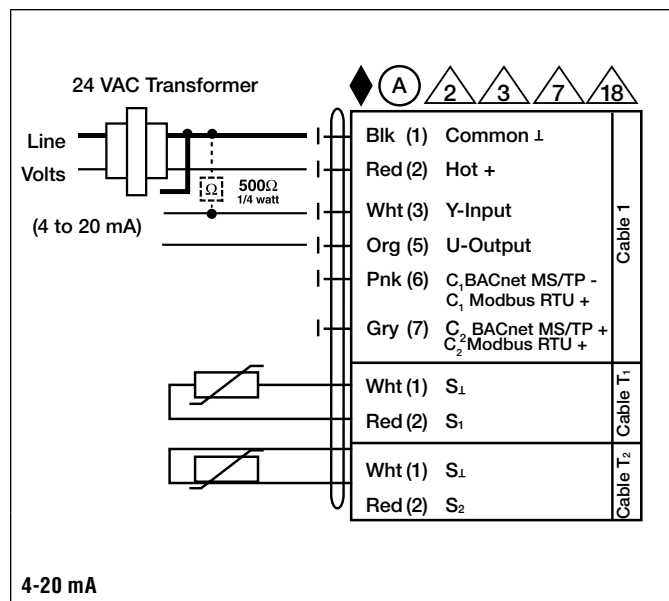 24 VAC Transformer
A 2 3 7 18
Line
Volts
Ω 500Ω
1/4 watt
(4 to 20 mA)
Blk (1) Common ⊥
Red (2) Hot +
Wht (3) Y-Input
Org (5) U-Output
Pnk (6) C₁BACnet MS/TP -
C₁ Modbus RTU +
Gry (7) C₂ BACnet MS/TP +
C₂ Modbus RTU +
Cable 1
Wht (1) S⊥
Red (2) S₁
Cable T₁
Wht (1) S⊥
Red (2) S₂
Cable T₂
4-20 mA